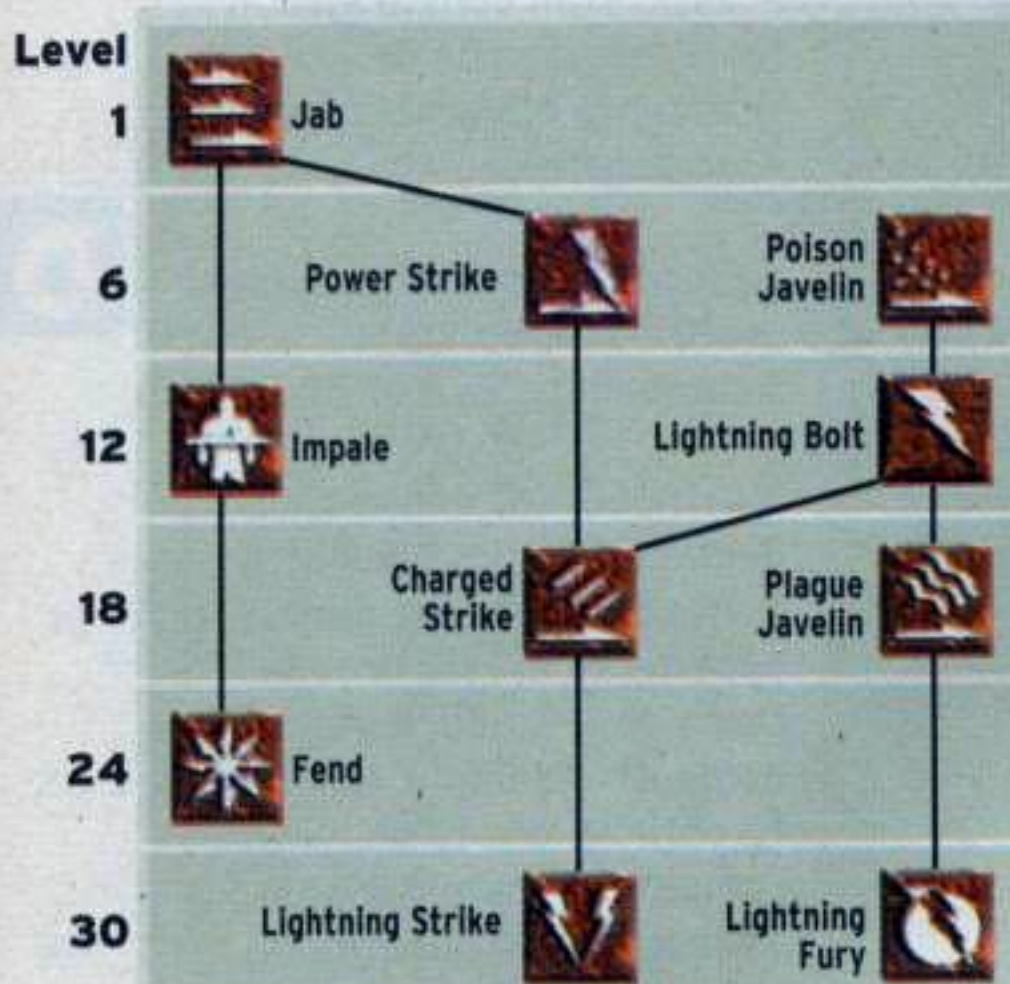 Level
1
Jab
6
Power Strike
Poison
Javelin
12
Impale
Lightning Bolt
18
Charged
Strike
Plague
Javelin
24
Fend
30
Lightning Strike
Lightning
Fury